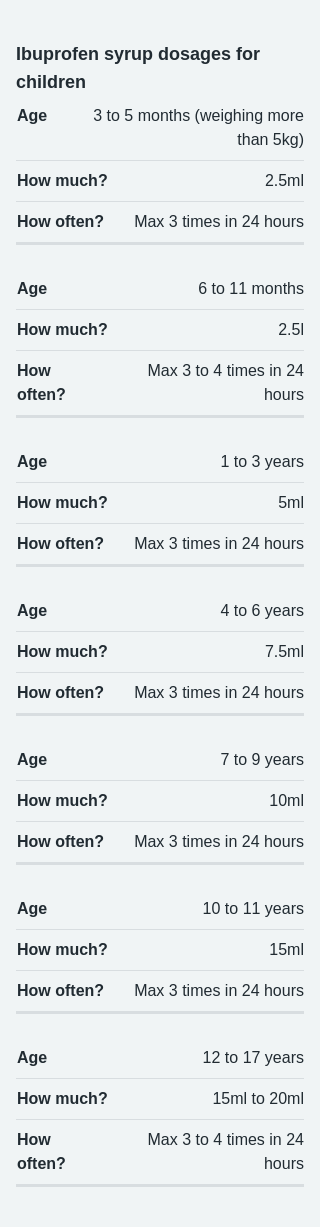 Ibuprofen syrup dosages for
children
Age 3 to 5 months (weighing more
than 5kg)
How much? 2.5ml
How often? Max 3 times in 24 hours
Age 6 to 11 months
How much? 2.5l
How Max 3 to 4 times in 24
often? hours
Age 1 to 3 years
How much? 5ml
How often? Max 3 times in 24 hours
Age 4 to 6 years
How much? 7.5ml
How often? Max 3 times in 24 hours
Age 7 to 9 years
How much? 10ml
How often? Max 3 times in 24 hours
Age 10 to 11 years
How much? 15ml
How often? Max 3 times in 24 hours
Age 12 to 17 years
How much? 15ml to 20ml
How Max 3 to 4 times in 24
often? hours